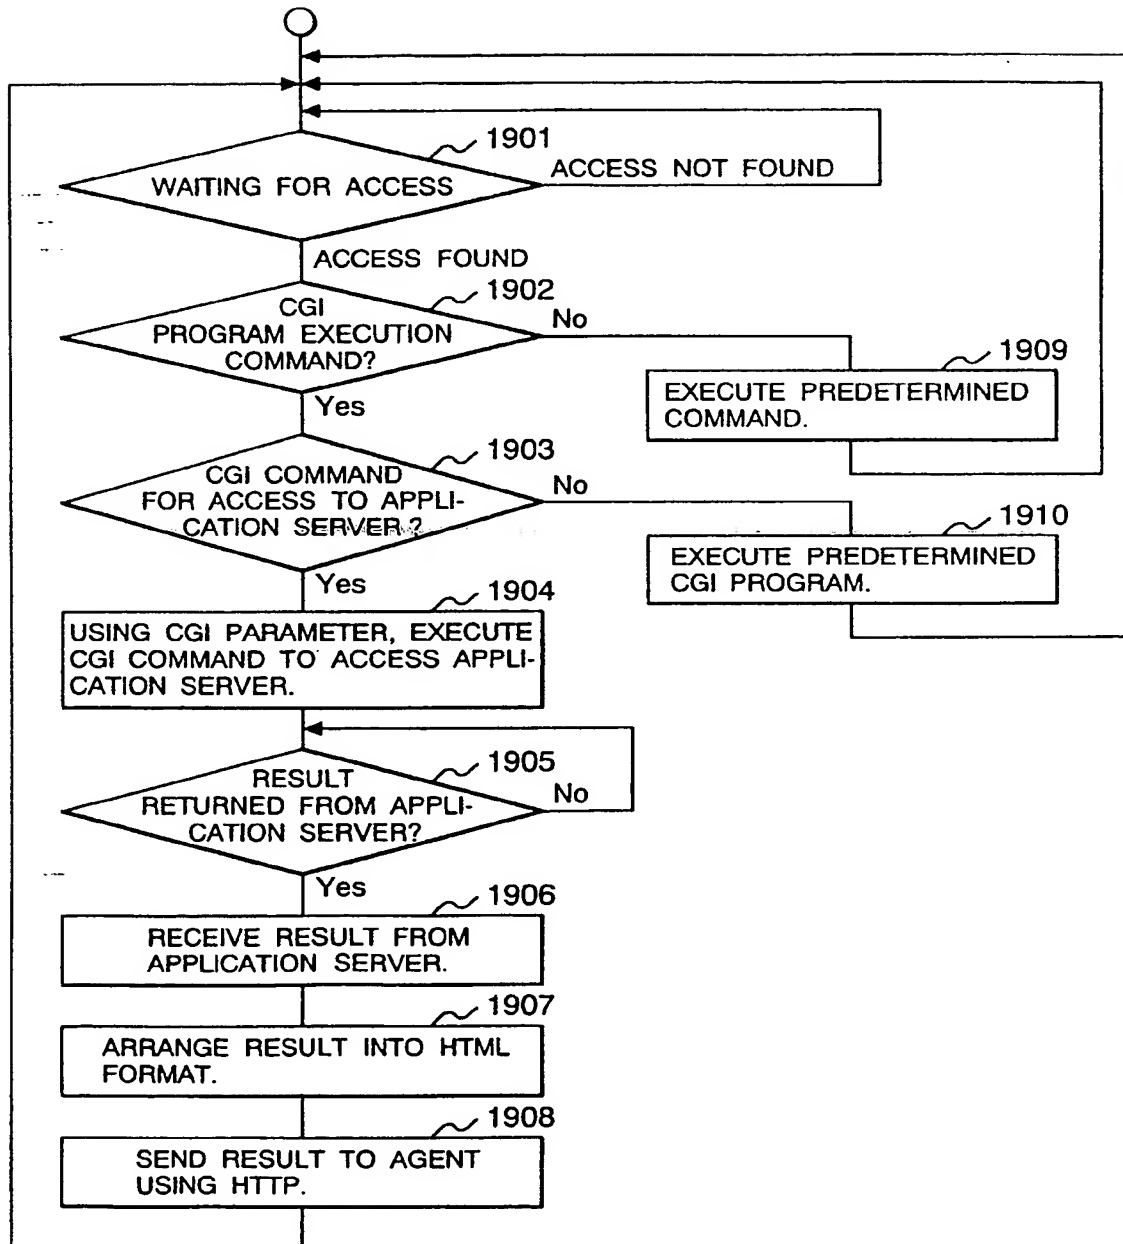 1901
WAITING FOR ACCESS
ACCESS NOT FOUND
ACCESS FOUND
1902
CGI
PROGRAM EXECUTION
COMMAND?
No
Yes
1909
EXECUTE PREDETERMINED
COMMAND.
1903
CGI COMMAND
FOR ACCESS TO APPLI-
CATION SERVER.?
No
Yes
1910
EXECUTE PREDETERMINED
CGI PROGRAM.
1904
USING CGI PARAMETER, EXECUTE
CGI COMMAND TO ACCESS APPLI-
CATION SERVER.
1905
RESULT
RETURNED FROM APPLI-
CATION SERVER?
No
Yes
1906
RECEIVE RESULT FROM
APPLICATION SERVER.
1907
ARRANGE RESULT INTO HTML
FORMAT.
1908
SEND RESULT TO AGENT
USING HTTP.